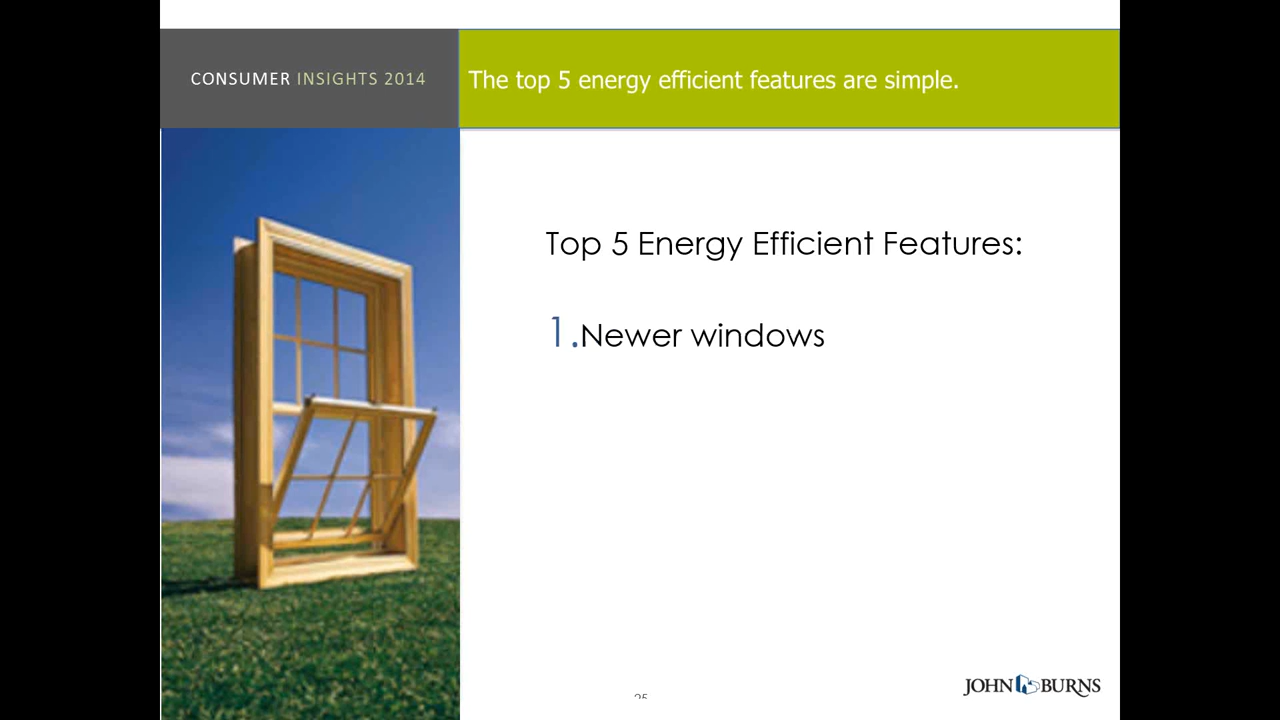 CONSUMER INSIGHTS 2014
The top 5 energy efficient features are simple.
Top 5 Energy Efficient Features:
1.Newer windows
25
JOHN BURNS